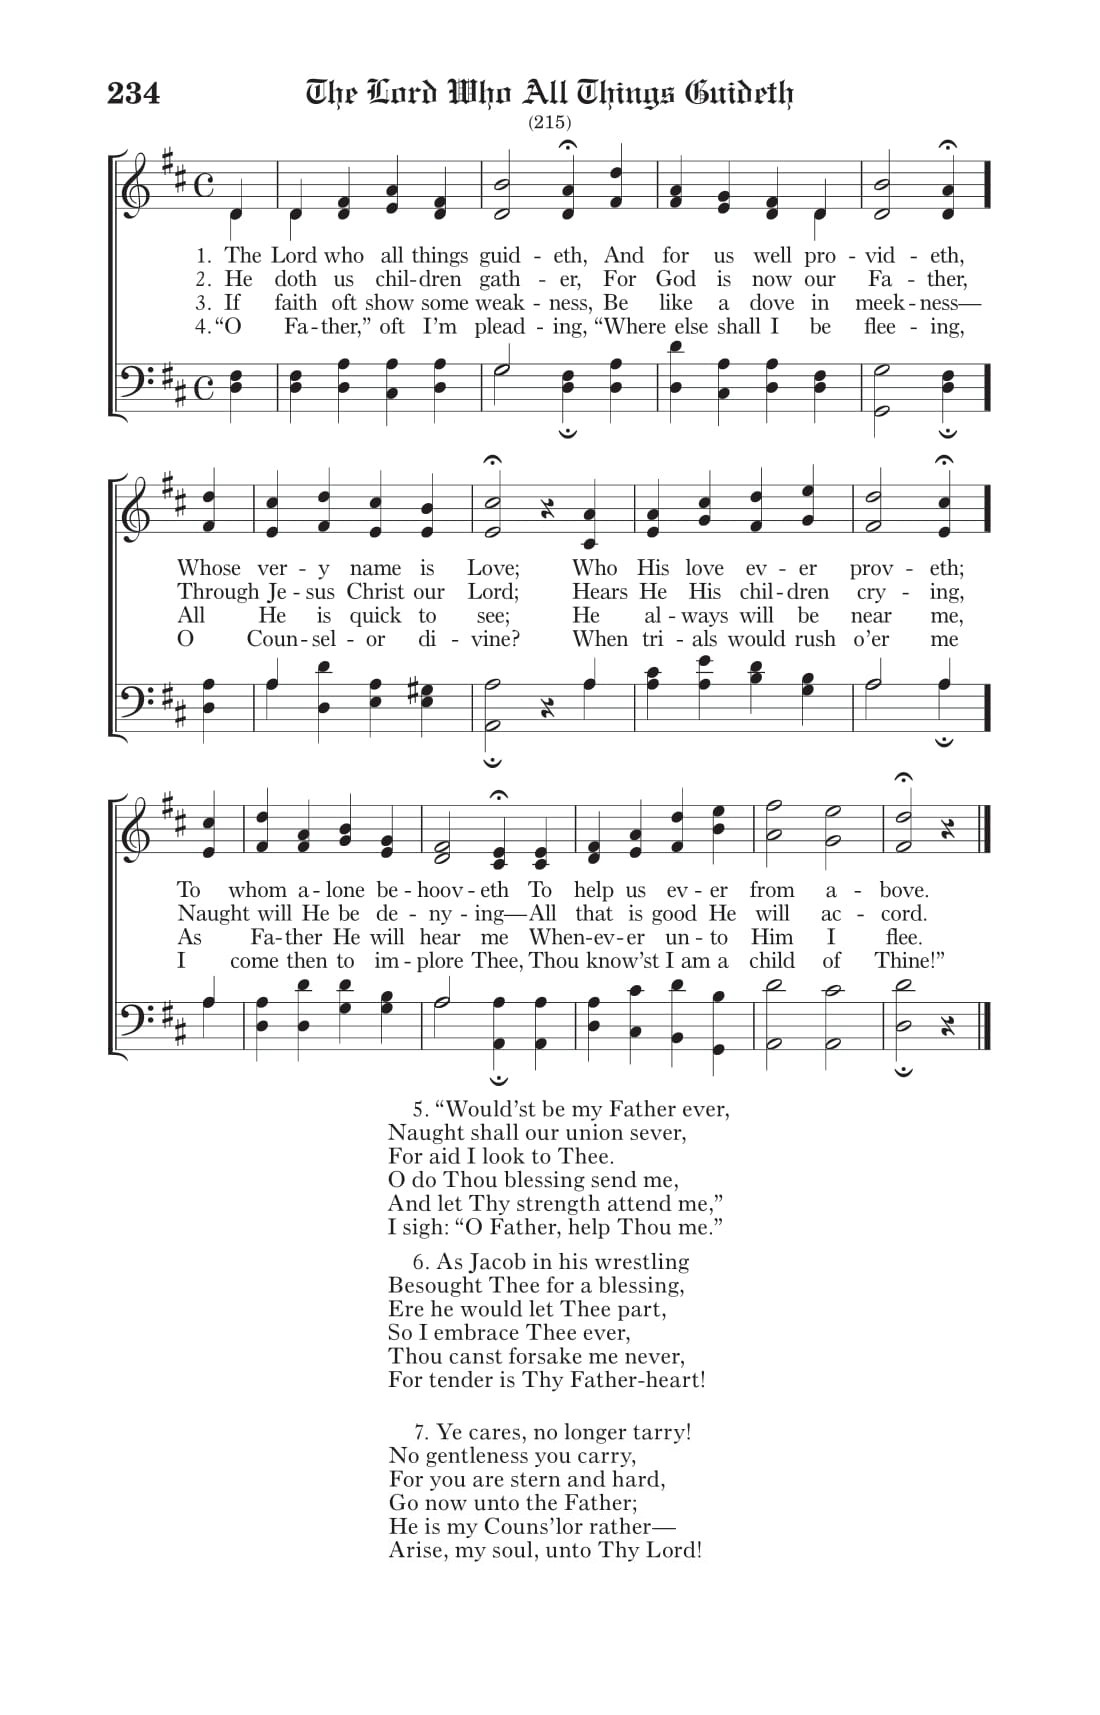 234 The Lord Who All Things Guideth
(215)
1. The Lord who all things guid - eth, And for us well pro - vid - eth,
2. He doth us chil - dren gath - er, For God is now our Fa - ther,
3. If faith oft show some weak - ness, Be like a dove in meek - ness—
4. “O Fa - ther,” oft I’m plead - ing, “Where else shall I be flee - ing,
Whose ver - y name is Love; Who His love ev - er prov - eth;
Through Je - sus Christ our Lord; Hears He His chil - dren cry - ing,
All He is quick to see; He al - ways will be near me,
O Coun - sel - or di - vine? When tri - als would rush o’er me
To whom a - lone be - hoov - eth To help us ev - er from a - bove.
Naught will He be de - ny - ing—All that is good He will ac - cord.
As Fa - ther He will hear me When - ev - er un - to Him I flee.
I come then to im - plore Thee, Thou know’st I am a child of Thine!”
5. “Would’st be my Father ever,
Naught shall our union sever,
For aid I look to Thee.
O do Thou blessing send me,
And let Thy strength attend me,”
I sigh: “O Father, help Thou me.”
6. As Jacob in his wrestling
Besought Thee for a blessing,
Ere he would let Thee part,
So I embrace Thee ever,
Thou canst forsake me never,
For tender is Thy Father-heart!
7. Ye cares, no longer tarry!
No gentleness you carry,
For you are stern and hard,
Go now unto the Father;
He is my Couns’lor rather—
Arise, my soul, unto Thy Lord!